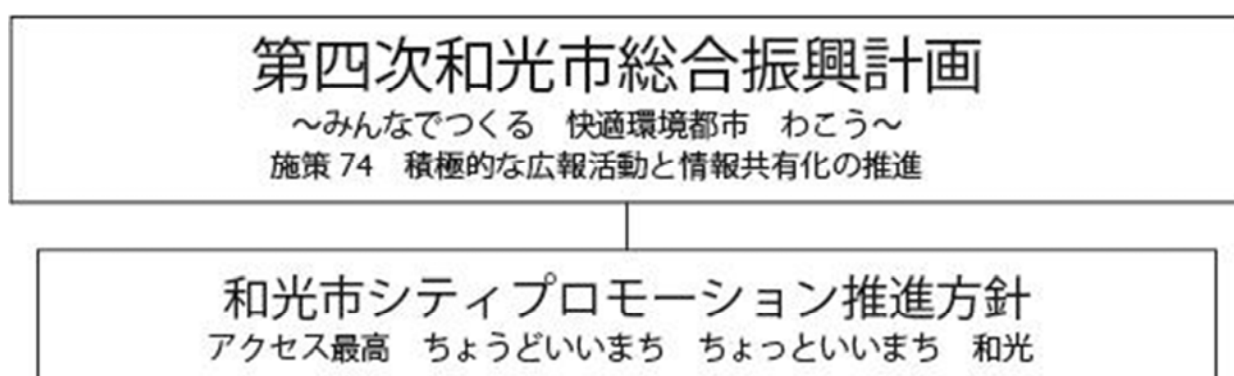 第四次和光市総合振興計画
～みんなでつくる　快適環境都市　わこう～
施策 74　積極的な広報活動と情報共有化の推進
和光市シティプロモーション推進方針
アクセス最高　ちょうどいいまち　ちょっといいまち　和光